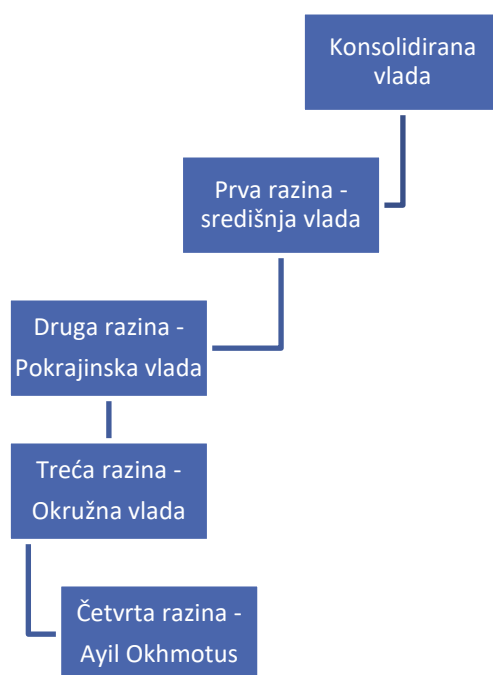 Konsolidirana
vlada
Prva razina -
središnja vlada
Druga razina -
Pokrajinska vlada
Treća razina -
Okružna vlada
Četvrta razina -
Ayil Okhmotus